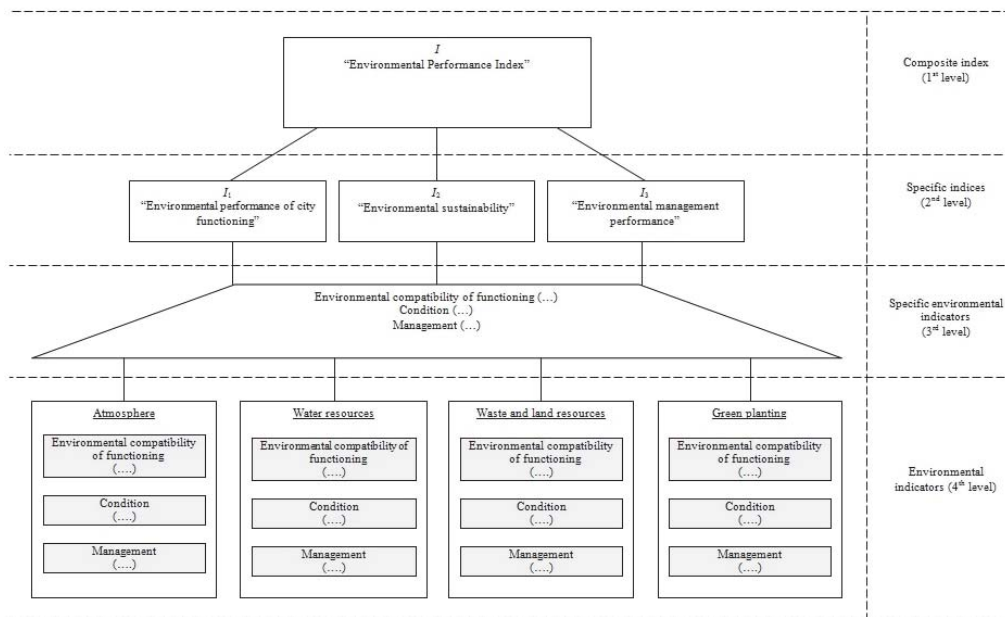 I
“Environmental Performance Index”
Composite index
(1st level)
I1
“Environmental performance of city
functioning”
I2
“Environmental sustainability”
I3
“Environmental management
performance”
Specific indices
(2nd level)
Environmental compatibility of functioning (…)
Condition (…)
Management (…)
Specific environmental
indicators
(3rd level)
Atmosphere
Environmental compatibility
of functioning
(….)
Condition
(….)
Management
(….)
Water resources
Environmental compatibility of
functioning
(….)
Condition
(….)
Management
(….)
Waste and land resources
Environmental compatibility
of functioning
(….)
Condition
(….)
Management
(….)
Green planting
Environmental compatibility
of functioning
(….)
Condition
(….)
Management
(….)
Environmental
indicators (4th level)